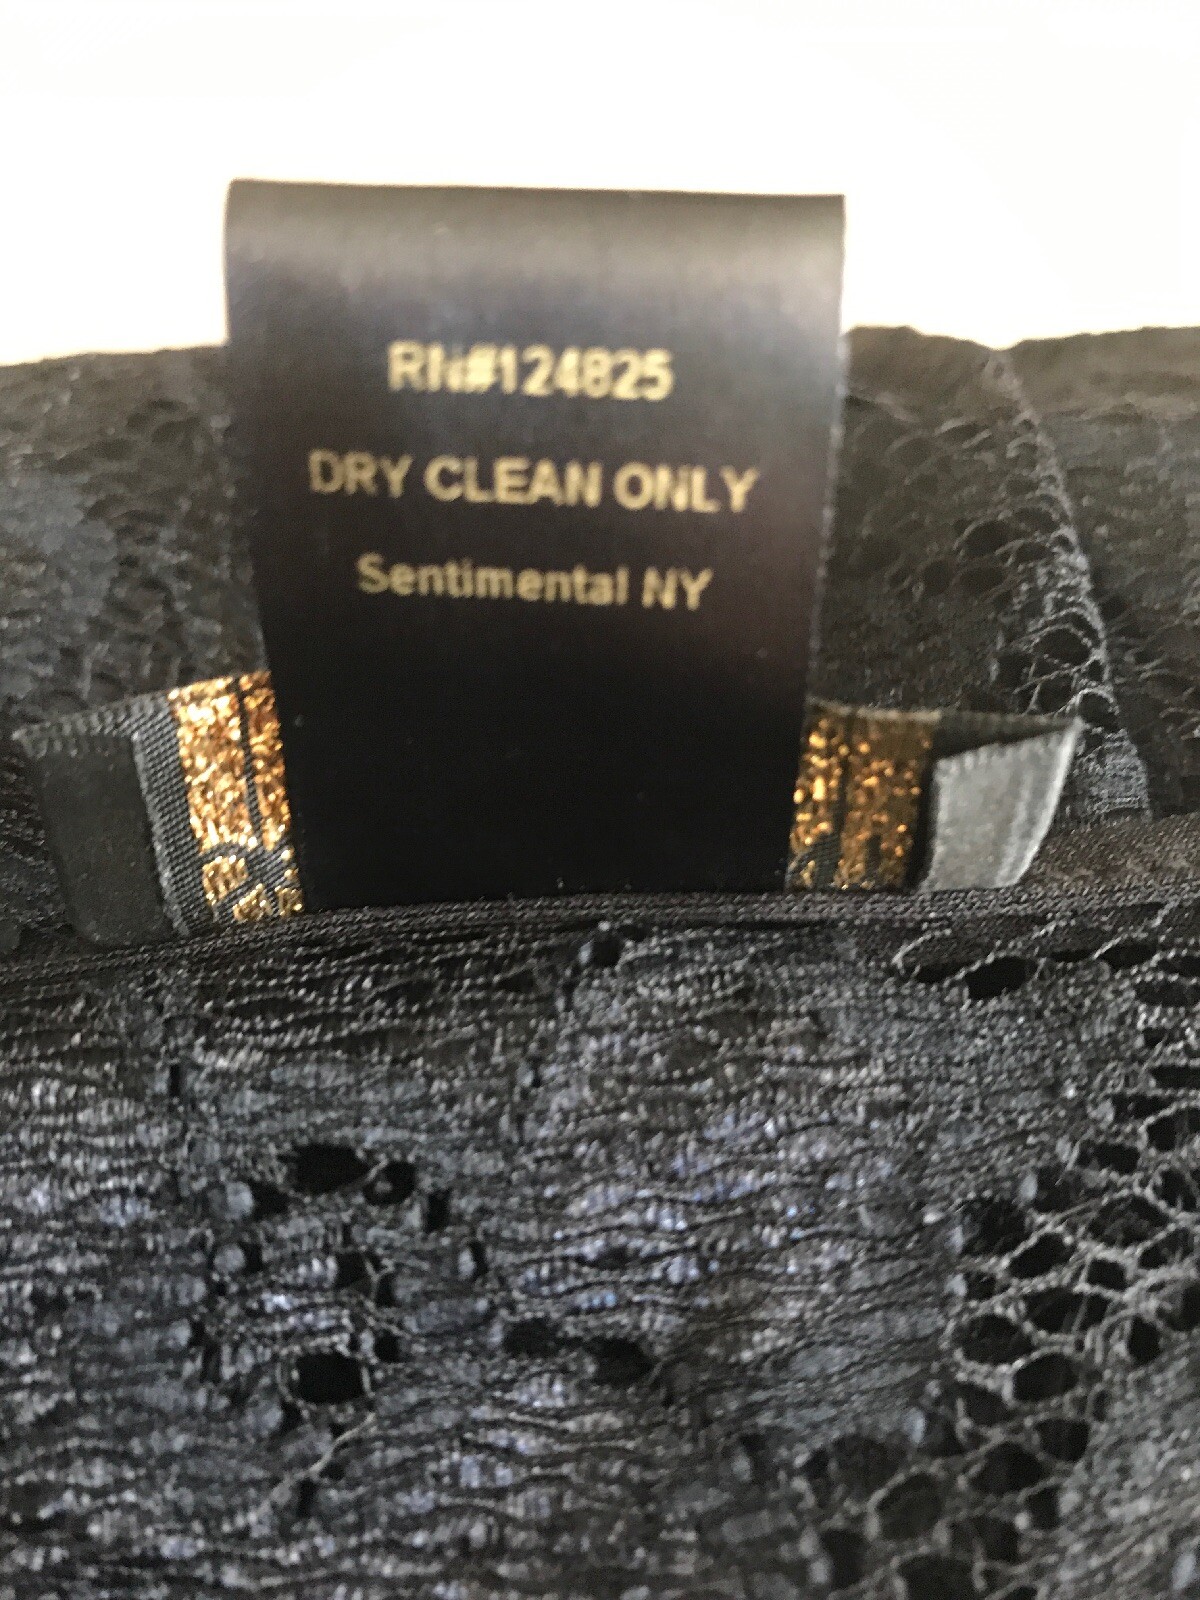 RN#124825
DRY CLEAN ONLY
Sentimental NY